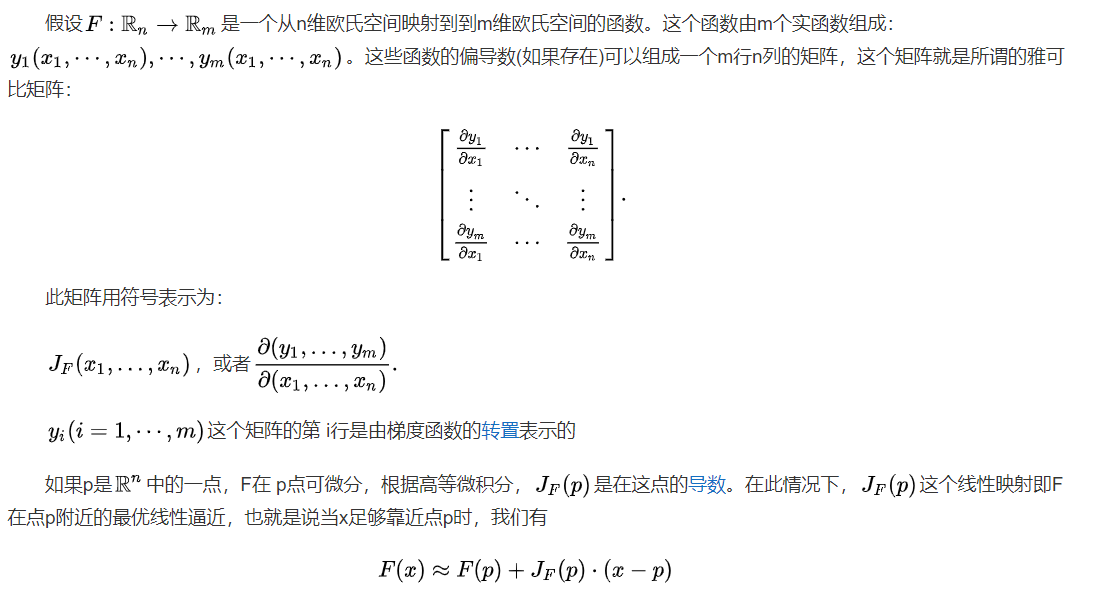 假设 $F:\mathbb{R}_n \to \mathbb{R}_m$ 是一个从n维欧氏空间映射到到m维欧氏空间的函数。这个函数由m个实函数组成:
$y_1(x_1,\cdots,x_n),\cdots,y_m(x_1,\cdots,x_n)$。这些函数的偏导数(如果存在)可以组成一个m行n列的矩阵，这个矩阵就是所谓的雅可
比矩阵:
$\begin{bmatrix} \frac{\partial y_1}{\partial x_1} & \cdots & \frac{\partial y_1}{\partial x_n} \\ \vdots & \ddots & \vdots \\ \frac{\partial y_m}{\partial x_1} & \cdots & \frac{\partial y_m}{\partial x_n} \end{bmatrix}.$
此矩阵用符号表示为:
$J_F(x_1,\ldots,x_n)$，或者 $\frac{\partial(y_1,\ldots,y_m)}{\partial(x_1,\ldots,x_n)}.$
$y_i(i=1,\cdots,m)$这个矩阵的第 i行是由梯度函数的转置表示的
如果p是$\mathbb{R}^n$ 中的一点，F在 p点可微分，根据高等微积分，$J_F(p)$是在这点的导数。在此情况下，$J_F(p)$这个线性映射即F
在点p附近的最优线性逼近，也就是说当x足够靠近点p时，我们有
$F(x) \approx F(p) + J_F(p) \cdot (x-p)$